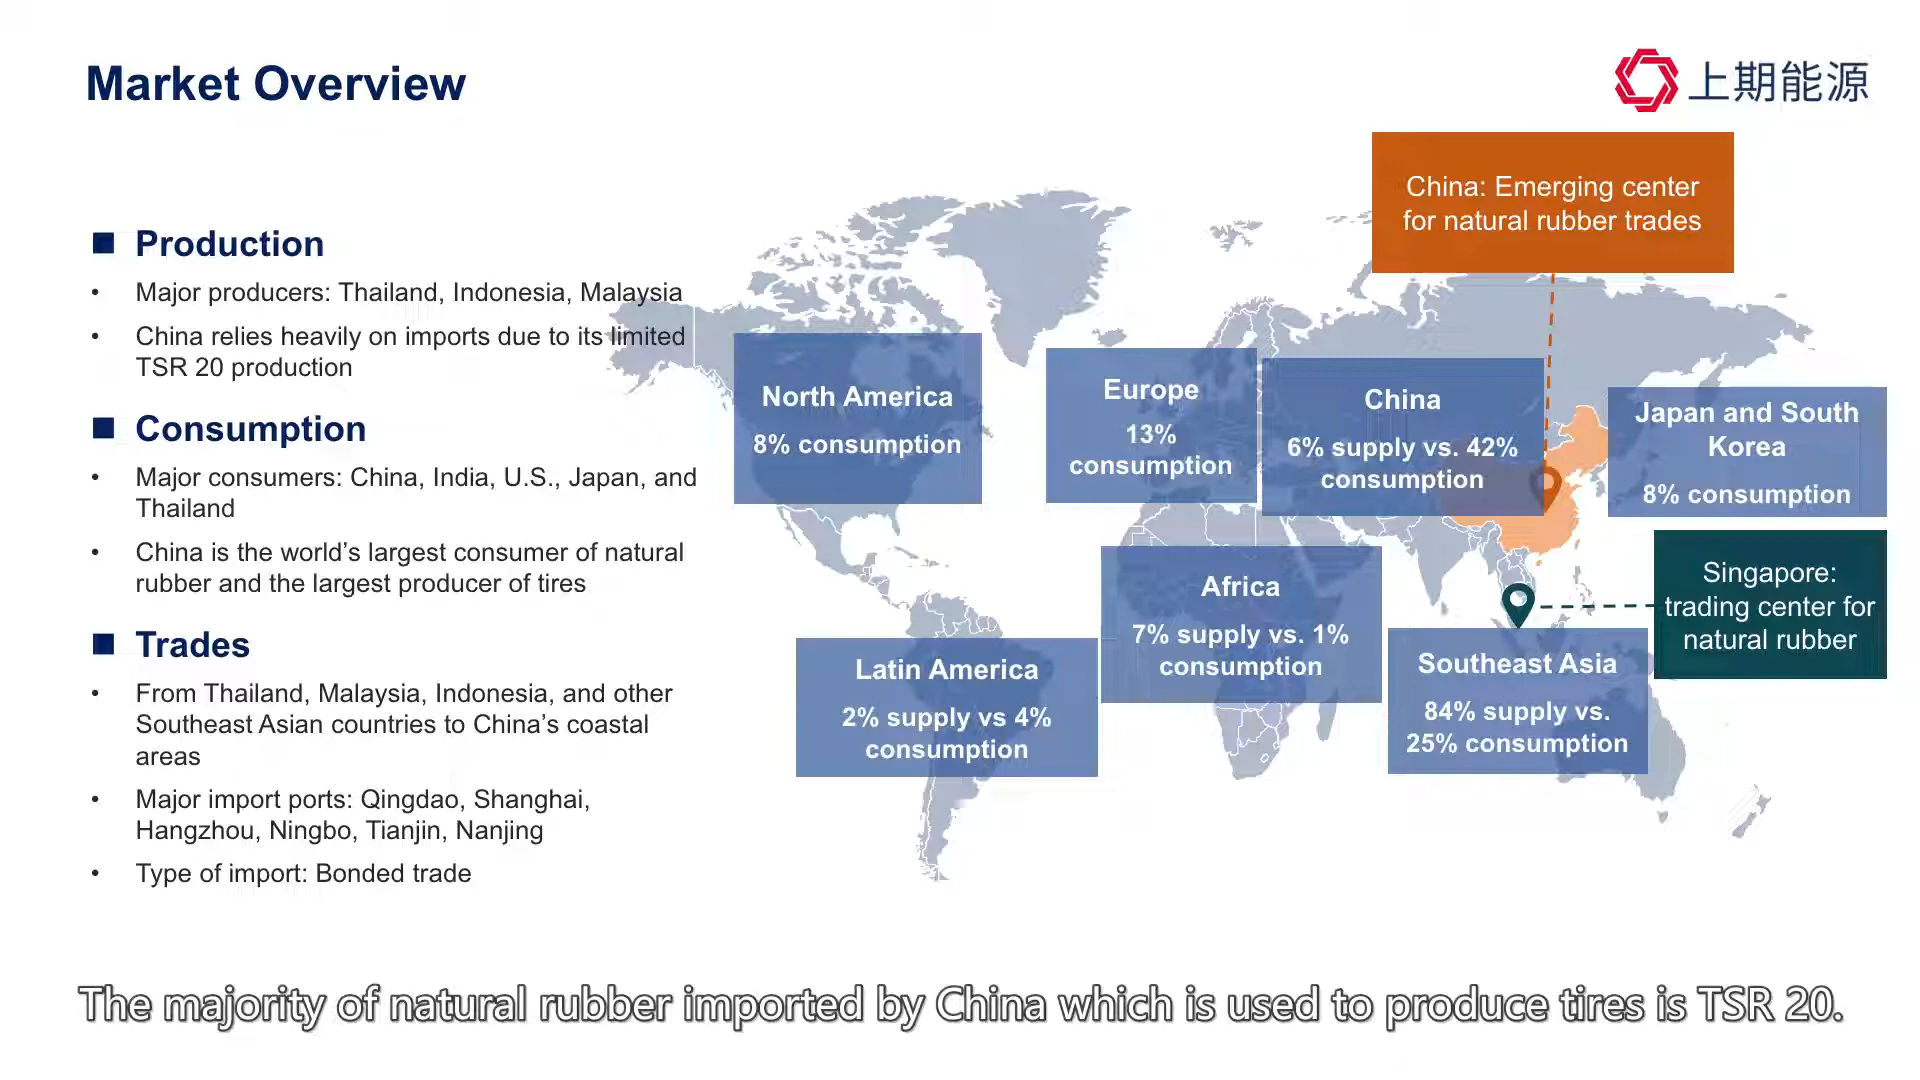 Market Overview
上期能源
Production
• Major producers: Thailand, Indonesia, Malaysia
• China relies heavily on imports due to its limited
TSR 20 production
Consumption
• Major consumers: China, India, U.S., Japan, and
Thailand
• China is the world’s largest consumer of natural
rubber and the largest producer of tires
Trades
• From Thailand, Malaysia, Indonesia, and other
Southeast Asian countries to China’s coastal
areas
• Major import ports: Qingdao, Shanghai,
Hangzhou, Ningbo, Tianjin, Nanjing
• Type of import: Bonded trade
China: Emerging center
for natural rubber trades
North America
8% consumption
Europe
13%
consumption
China
6% supply vs. 42%
consumption
Japan and South
Korea
8% consumption
Singapore:
trading center for
natural rubber
Africa
7% supply vs. 1%
consumption
Latin America
2% supply vs 4%
consumption
Southeast Asia
84% supply vs.
25% consumption
The majority of natural rubber imported by China which is used to produce tires is TSR 20.